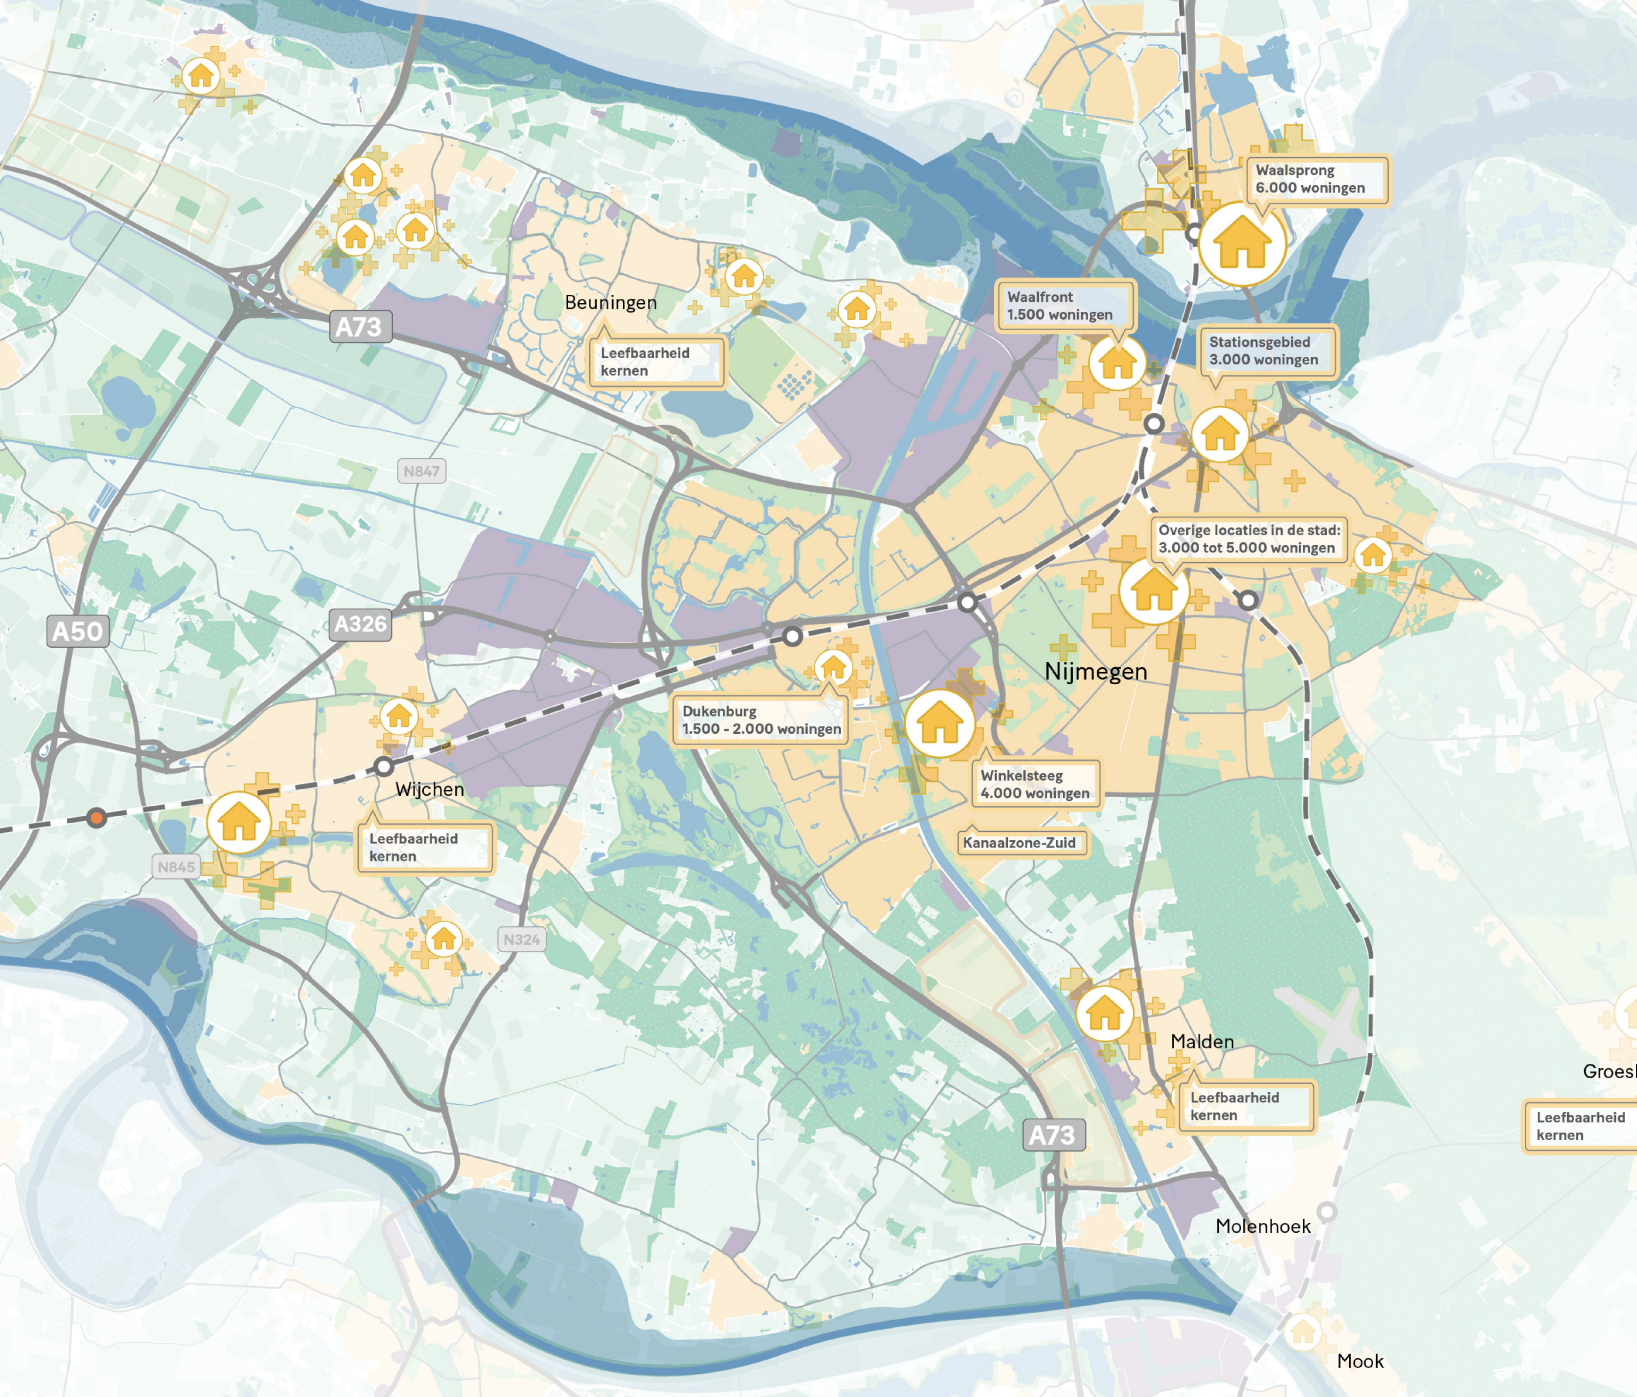 Waalsprong
6.000 woningen
Waalfront
1.500 woningen
Beuningen
A73
Stationsgebied
3.000 woningen
Leefbaarheid
kernen
N847
Overige locaties in de stad:
3.000 tot 5.000 woningen
A50
A326
Nijmegen
Dukenburg
1.500 - 2.000 woningen
Wijchen
Winkelsteeg
4.000 woningen
Leefbaarheid
kernen
Kanaalzone-Zuid
N845
N324
Malden
Groesl
Leefbaarheid
kernen
Leefbaarheid
kernen
A73
Molenhoek
Mook